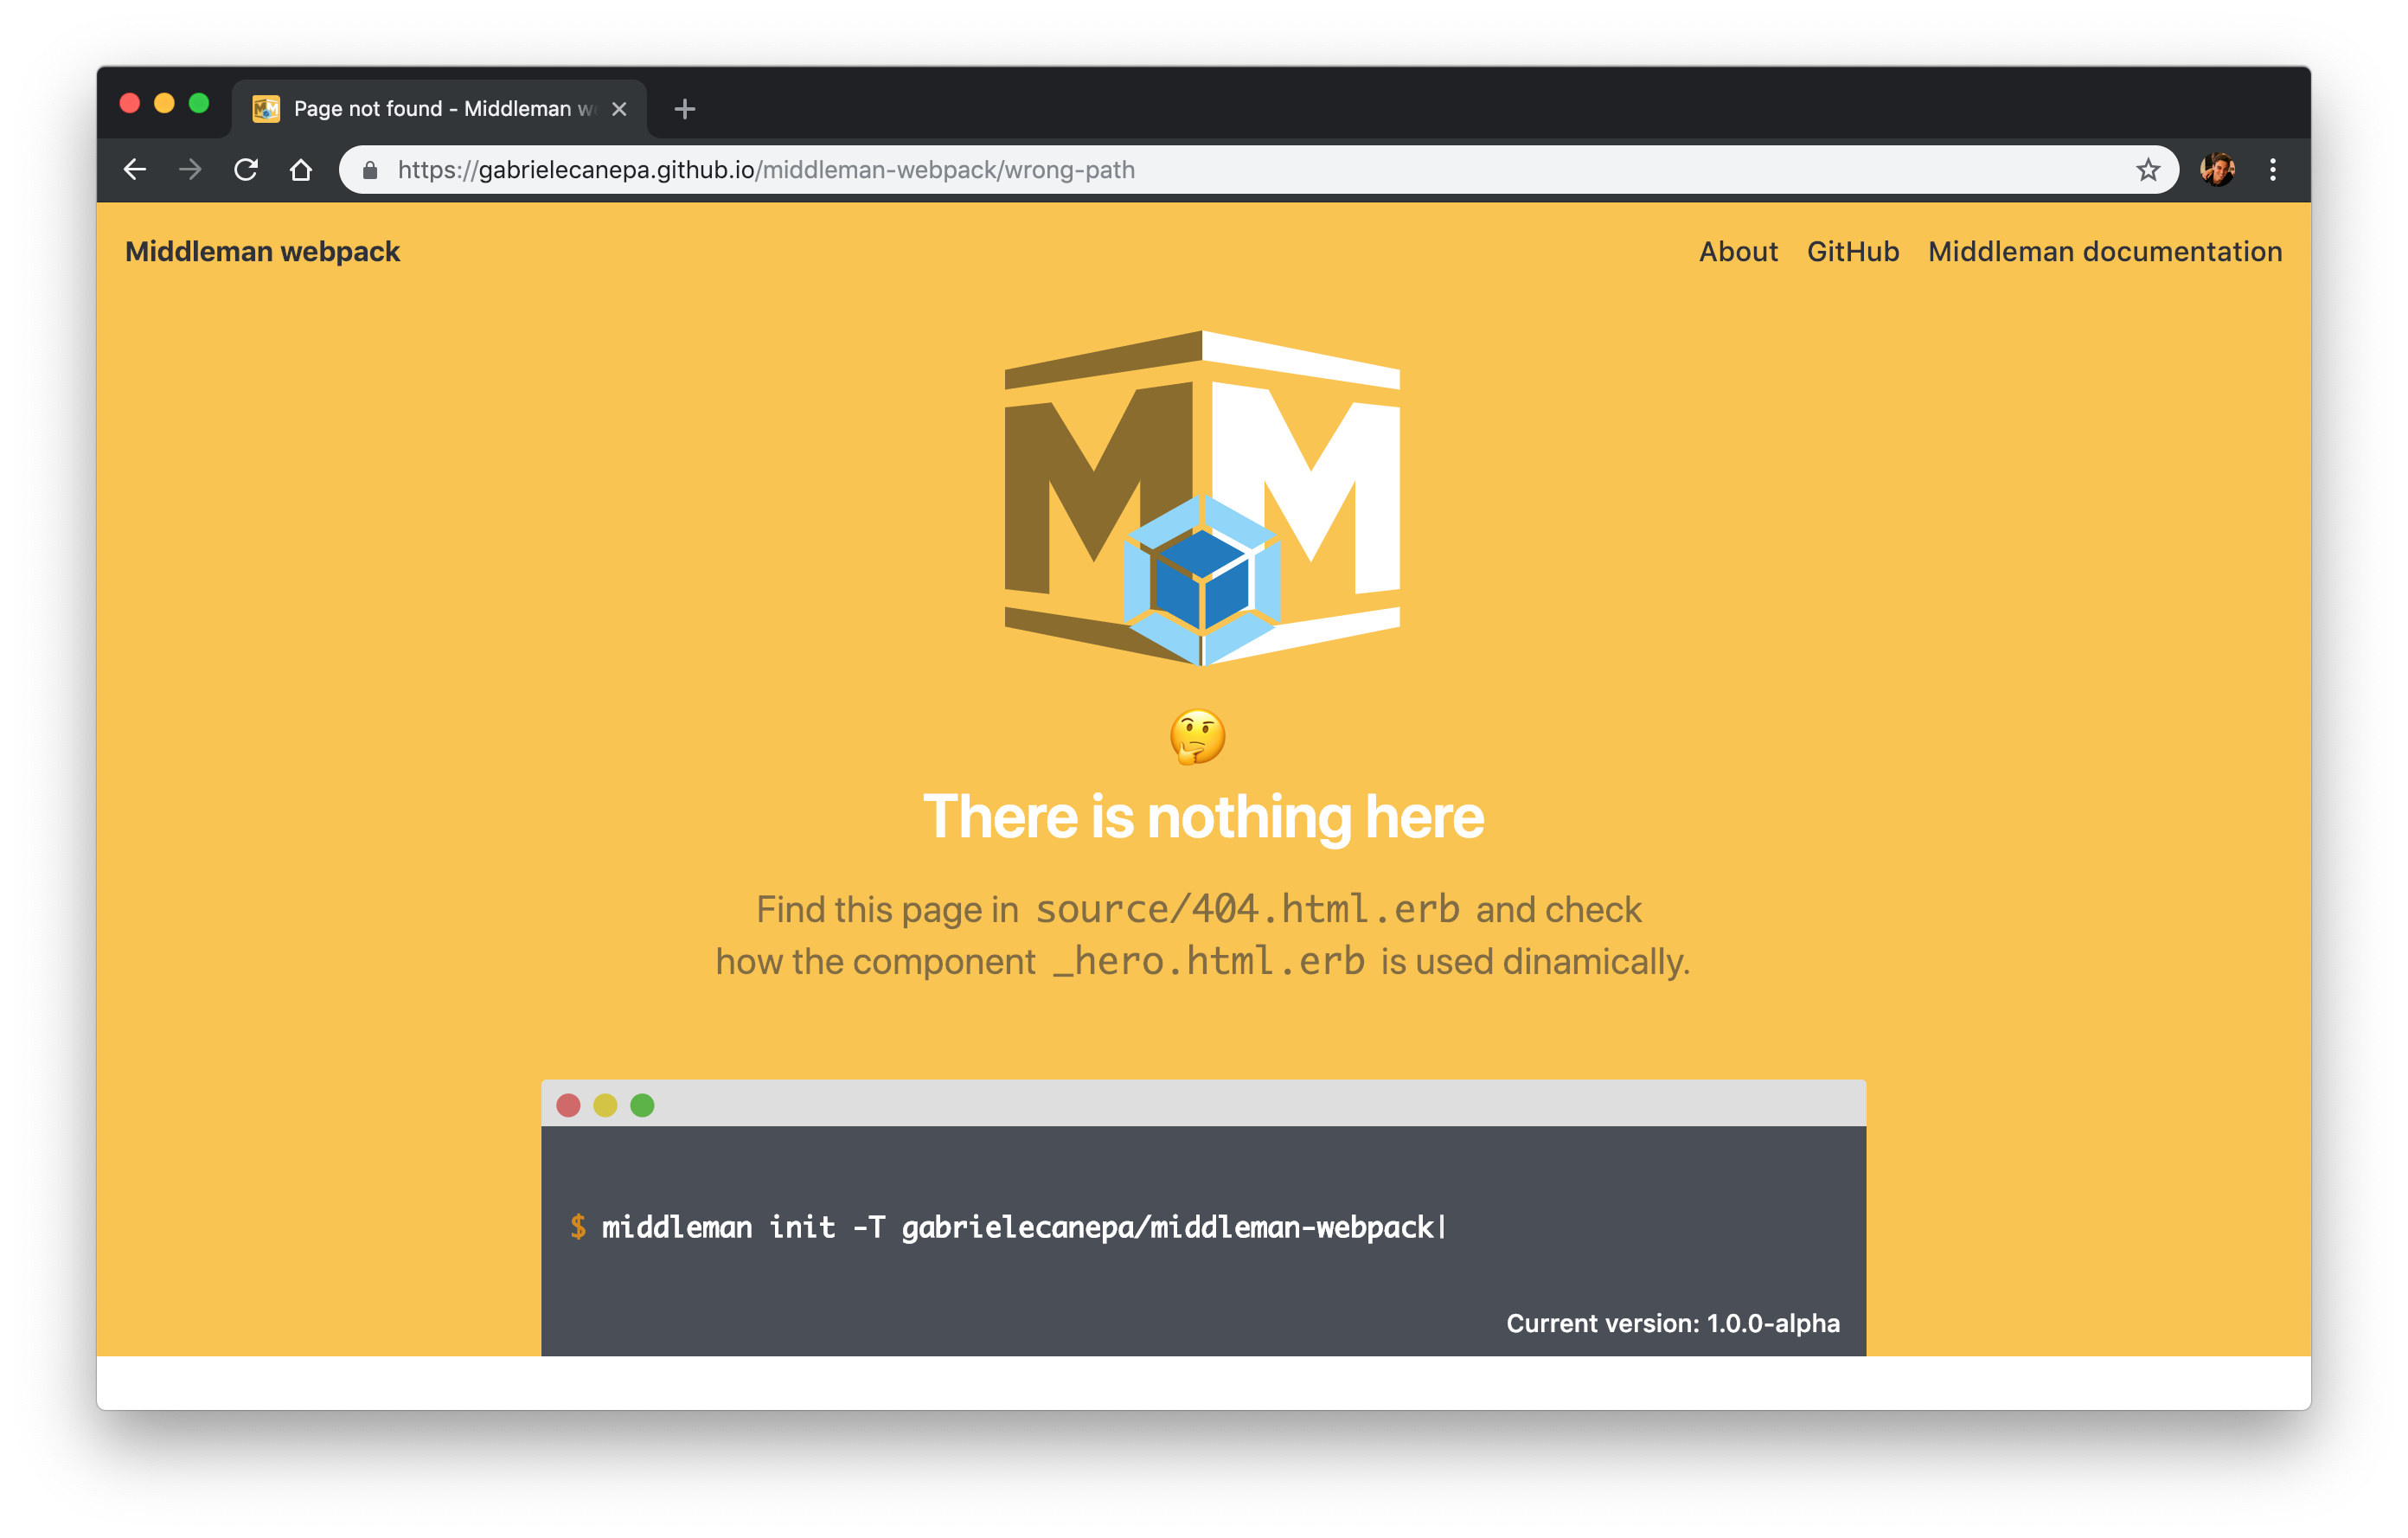 Page not found - Middleman w
https://gabrielecanepa.github.io/middleman-webpack/wrong-path
Middleman webpack
About GitHub Middleman documentation
MM
🤔
There is nothing here
Find this page in source/404.html.erb and check
how the component _hero.html.erb is used dinamically.
$ middleman init -T gabrielecanepa/middleman-webpack|
Current version: 1.0.0-alpha